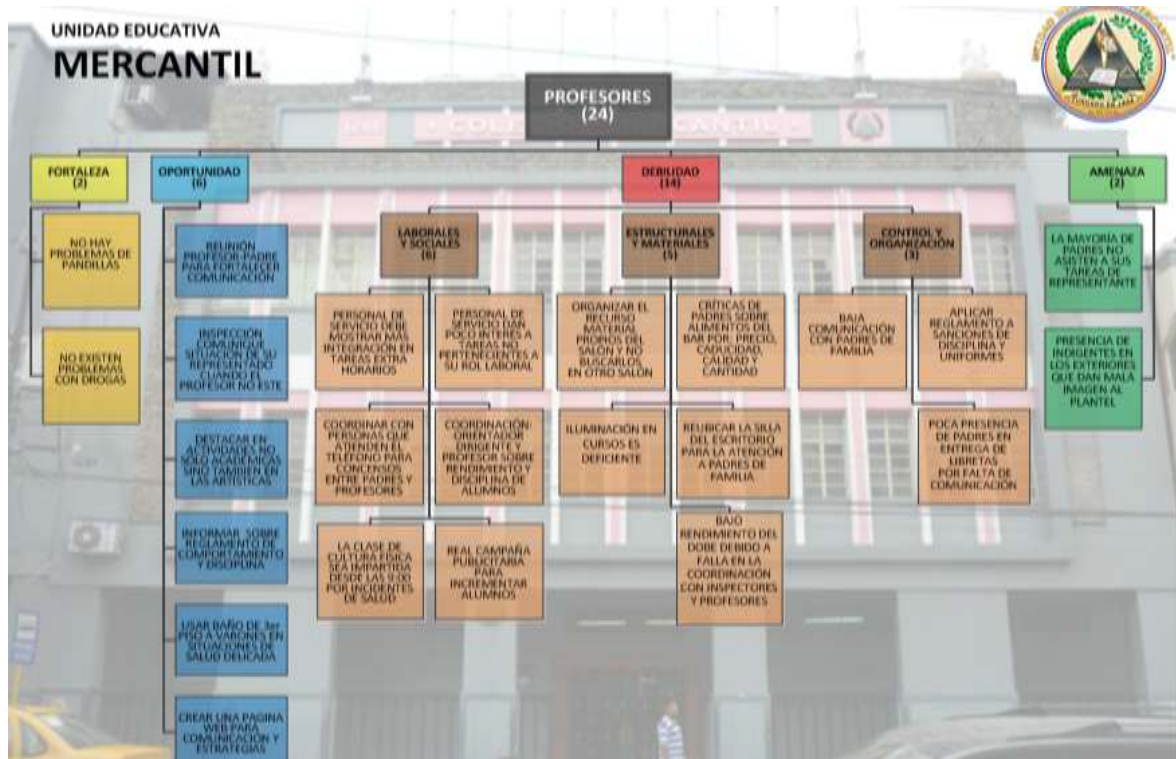 UNIDAD EDUCATIVA
MERCANTIL
PROFESORES
(24)
FORTALEZA
(2)
NO HAY
PROBLEMAS DE
PANDILLAS
NO EXISTEN
PROBLEMAS
CON DROGAS
OPORTUNIDAD
(6)
REUNIÓN
PROFESOR-PADRE
PARA FORTALECER
COMUNICACIÓN
INSPECCIÓN
COMUNIQUE
SITUACIÓN DE SU
REPRESENTADO
CUANDO EL
PROFESOR NO ESTE
DESTACAR EN
ACTIVIDADES NO
SÓLO ACADÉMICAS
SINO TAMBIEN EN
LAS ARTÍSTICAS
INFORMAR SOBRE
REGLAMENTO DE
COMPORTAMIENTO
Y DISCIPLINA
USAR BAÑO DE 3er
PISO A VARONES EN
SITUACIONES DE
SALUD DELICADA
CREAR UNA PAGINA
WEB PARA
COMUNICACIÓN Y
ESTRATEGIAS
DEBILIDAD
(14)
LABORALES
Y SOCIALES
(6)
PERSONAL DE
SERVICIO DEBE
MOSTRAR MAS
INTEGRACIÓN EN
TAREAS EXTRA
HORARIOS
PERSONAL DE
SERVICIO DAN
POCO INTERES A
TAREAS NO
PERTENECIENTES A
SU ROL LABORAL
COORDINAR CON
PERSONAS QUE
ATIENDEN EL
TELÉFONO PARA
CONCENSOS
ENTRE PADRES Y
PROFESORES
COORDINACIÓN:
ORIENTADOR
DIRIGENTE Y
PROFESOR SOBRE
RENDIMIENTO Y
DISCIPLINA DE
ALUMNOS
LA CLASE DE
CULTURA FÍSICA
SEA IMPARTIDA
DESDE LAS 9:00
POR INCIDENTES
DE SALUD
REAL CAMPAÑA
PUBLICITARIA
PARA
INCREMENTAR
ALUMNOS
ESTRUCTURALES
Y MATERIALES
(5)
ORGANIZAR EL
RECURSO
MATERIAL
PROPIOS DEL
SALÓN Y NO
BUSCARLOS,
EN OTRO SALÓN
CRÍTICAS DE
PADRES SOBRE
ALIMENTOS DEL
BAR POR: PRECIO,
CADUCIDAD,
CALIDAD Y
CANTIDAD
ILUMINACIÓN EN
CURSOS ES
DEFICIENTE
REUBICAR LA SILLA
DEL ESCRITORIO
PARA LA ATENCIÓN
A PADRES DE
FAMILIA
BAJO
RENDIMIENTO DEL
DOBE DEBIDO A
FALLA EN LA
COORDINACIÓN
CON INSPECTORES
Y PROFESORES
CONTROL Y
ORGANIZACIÓN
(3)
BAJA
COMUNICACIÓN
CON PADRES DE
FAMILIA
APLICAR
REGLAMENTO A
SANCIONES DE
DISCIPLINA Y
UNIFORMES
POCA PRESENCIA
DE PADRES EN
ENTREGA DE
LIBRETAS
POR FALTA DE
COMUNICACIÓN
AMENAZA
(2)
LA MAYORÍA DE
PADRES NO
ASISTEN A SUS
TAREAS DE
REPRESENTANTE
PRESENCIA DE
INDIGENTES EN
LOS EXTERIORES
QUE DAN MALA
IMAGEN AL
PLANTEL